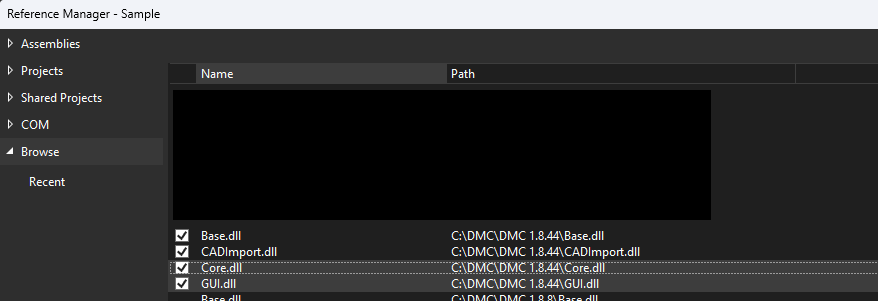 Reference Manager - Sample
Assemblies
Projects
Shared Projects
COM
Browse
Recent
Name Path
Base.dll C:\DMC\DMC 1.8.44\Base.dll
CADImport.dll C:\DMC\DMC 1.8.44\CADImport.dll
Core.dll C:\DMC\DMC 1.8.44\Core.dll
GUI.dll C:\DMC\DMC 1.8.44\GUI.dll
Base.dll C:\DMC\DMC 1.8.8\Base.dll